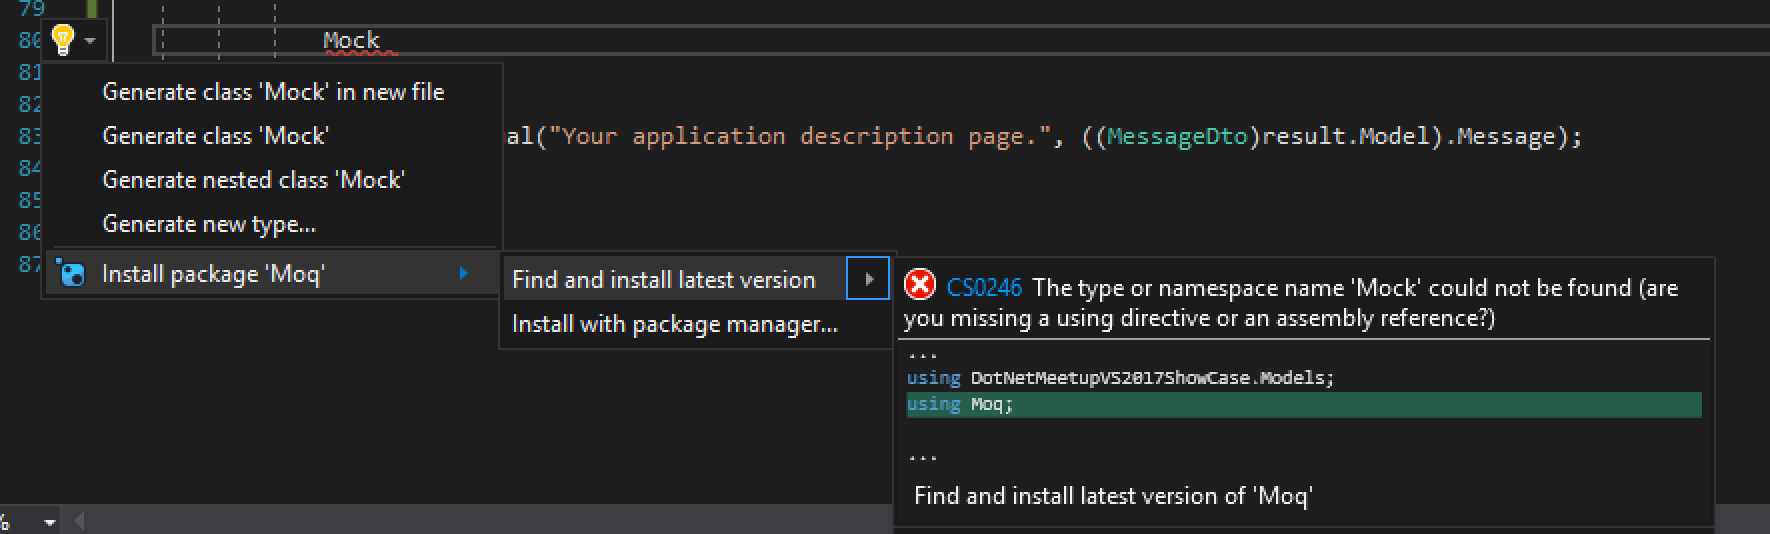 79
80 Mock
81
Generate class 'Mock' in new file
82
Generate class 'Mock'
83 al("Your application description page.", ((MessageDto)result.Model).Message);
84
Generate nested class 'Mock'
85
Generate new type...
86
87
Install package 'Moq'
Find and install latest version
Install with package manager...
CS0246 The type or namespace name 'Mock' could not be found (are
you missing a using directive or an assembly reference?)
...
using DotNetMeetupVS2017ShowCase.Models;
using Moq;
...
Find and install latest version of 'Moq'
%